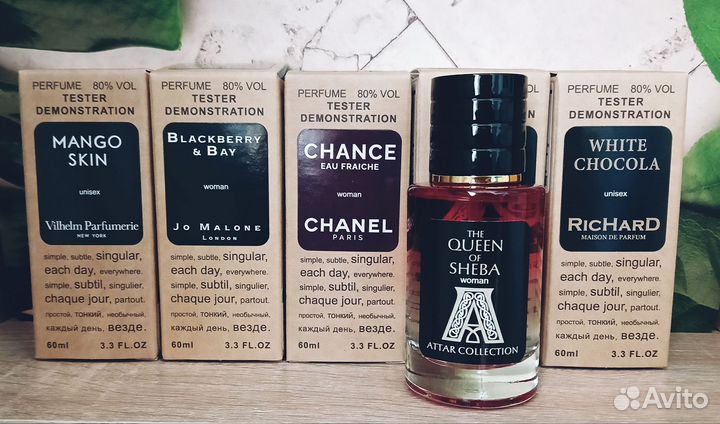 PERFUME 80% VOL
TESTER
DEMONSTRATION
MANGO
SKIN
unisex
Vilhelm Parfumerie
NEW YORK
simple, subtle, singular,
each day, everywhere.
simple, subtil, singulier,
chaque jour, partout.
простой, тонкий, необычный.
каждый день, везде.
60ml 3.3 FL.OZ
PERFUME 80% VOL
TESTER
DEMONSTRATION
BLACKBERRY
& BAY
woman
JO MALONE
LONDON
simple, subtle, singular,
each day, everywhere.
simple, subtil, singulier,
chaque jour, partout.
простой, тонкий, необычный.
каждый день, везде.
60ml 3.3 FL.OZ
PERFUME 80% VOL
TESTER
DEMONSTRATION
CHANCE
EAU FRAICHE
woman
CHANEL
PARIS
simple, subtle, singular,
each day, everywhere.
simple, subtil, singulier,
chaque jour, partout.
простой, тонкий, необычный.
каждый день, везде.
60ml 3.3 FL.OZ
THE
QUEEN
OF
SHEBA
woman
ATTAR COLLECTION
PERFUME 80% VOL
TESTER
DEMONSTRATION
WHITE
CHOCOLA
unisex
RICHARD
MAISON DE PARFUM
simple, subtle, singular,
each day, everywhere.
simple, subtil, singulier,
chaque jour, partout.
простой, тонкий, необычный.
каждый день, везде.
60ml 3.3 FL.OZ
Avito